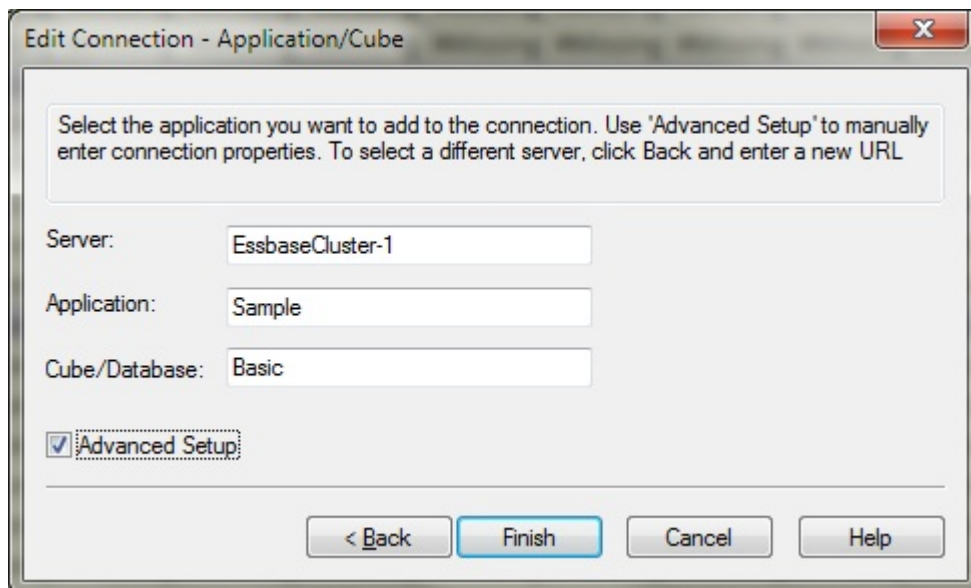 Edit Connection - Application/Cube
Select the application you want to add to the connection. Use 'Advanced Setup' to manually
enter connection properties. To select a different server, click Back and enter a new URL
Server: EssbaseCluster-1
Application: Sample
Cube/Database: Basic
Advanced Setup
< Back Finish Cancel Help